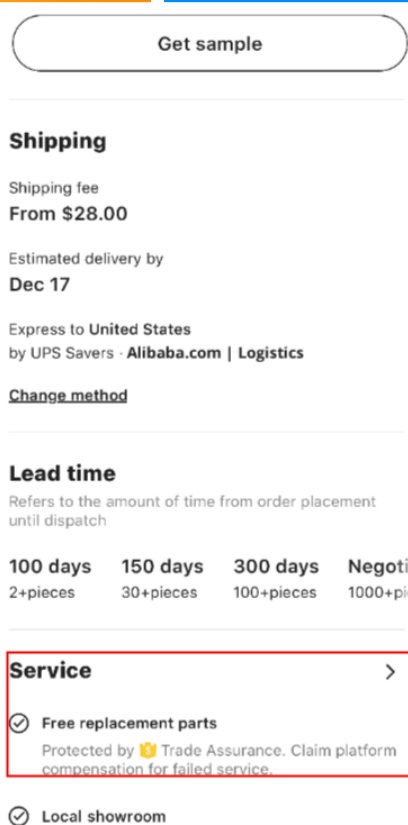 Get sample
Shipping
Shipping fee
From $28.00
Estimated delivery by
Dec 17
Express to United States
by UPS Savers · Alibaba.com | Logistics
Change method
Lead time
Refers to the amount of time from order placement
until dispatch
100 days 150 days 300 days Negoti
2+pieces 30+pieces 100+pieces 1000+pi
Service
Free replacement parts
Protected by Trade Assurance. Claim platform
compensation for failed service.
Local showroom